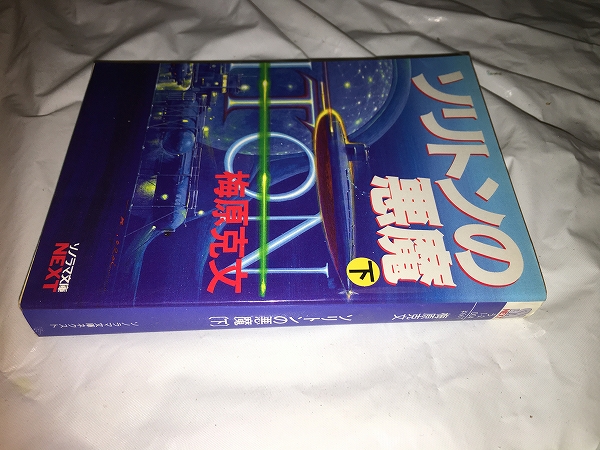 ソリトンの
悪魔
下
ITON
梅原克文
ソノラマ文庫
NEXT
ソリトンの悪魔(下)
梅原克文
ソノラマ文庫ネクスト